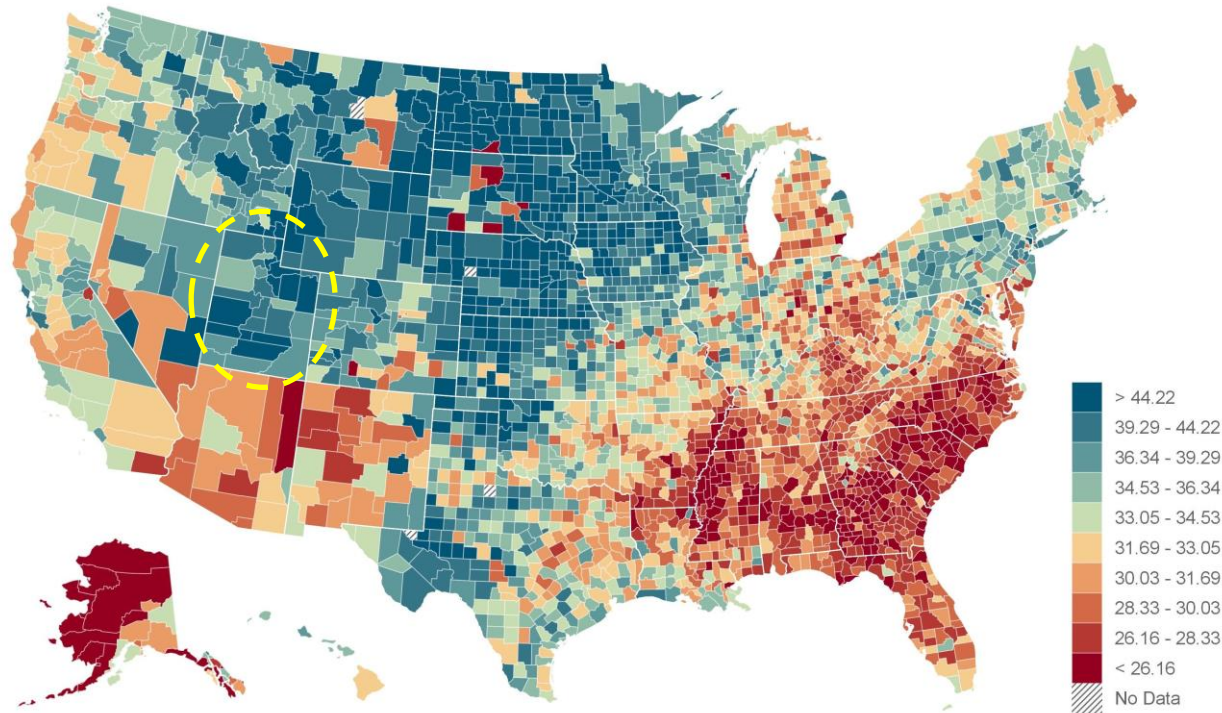 > 44.22
39.29 - 44.22
36.34 - 39.29
34.53 - 36.34
33.05 - 34.53
31.69 - 33.05
30.03 - 31.69
28.33 - 30.03
26.16 - 28.33
< 26.16
No Data